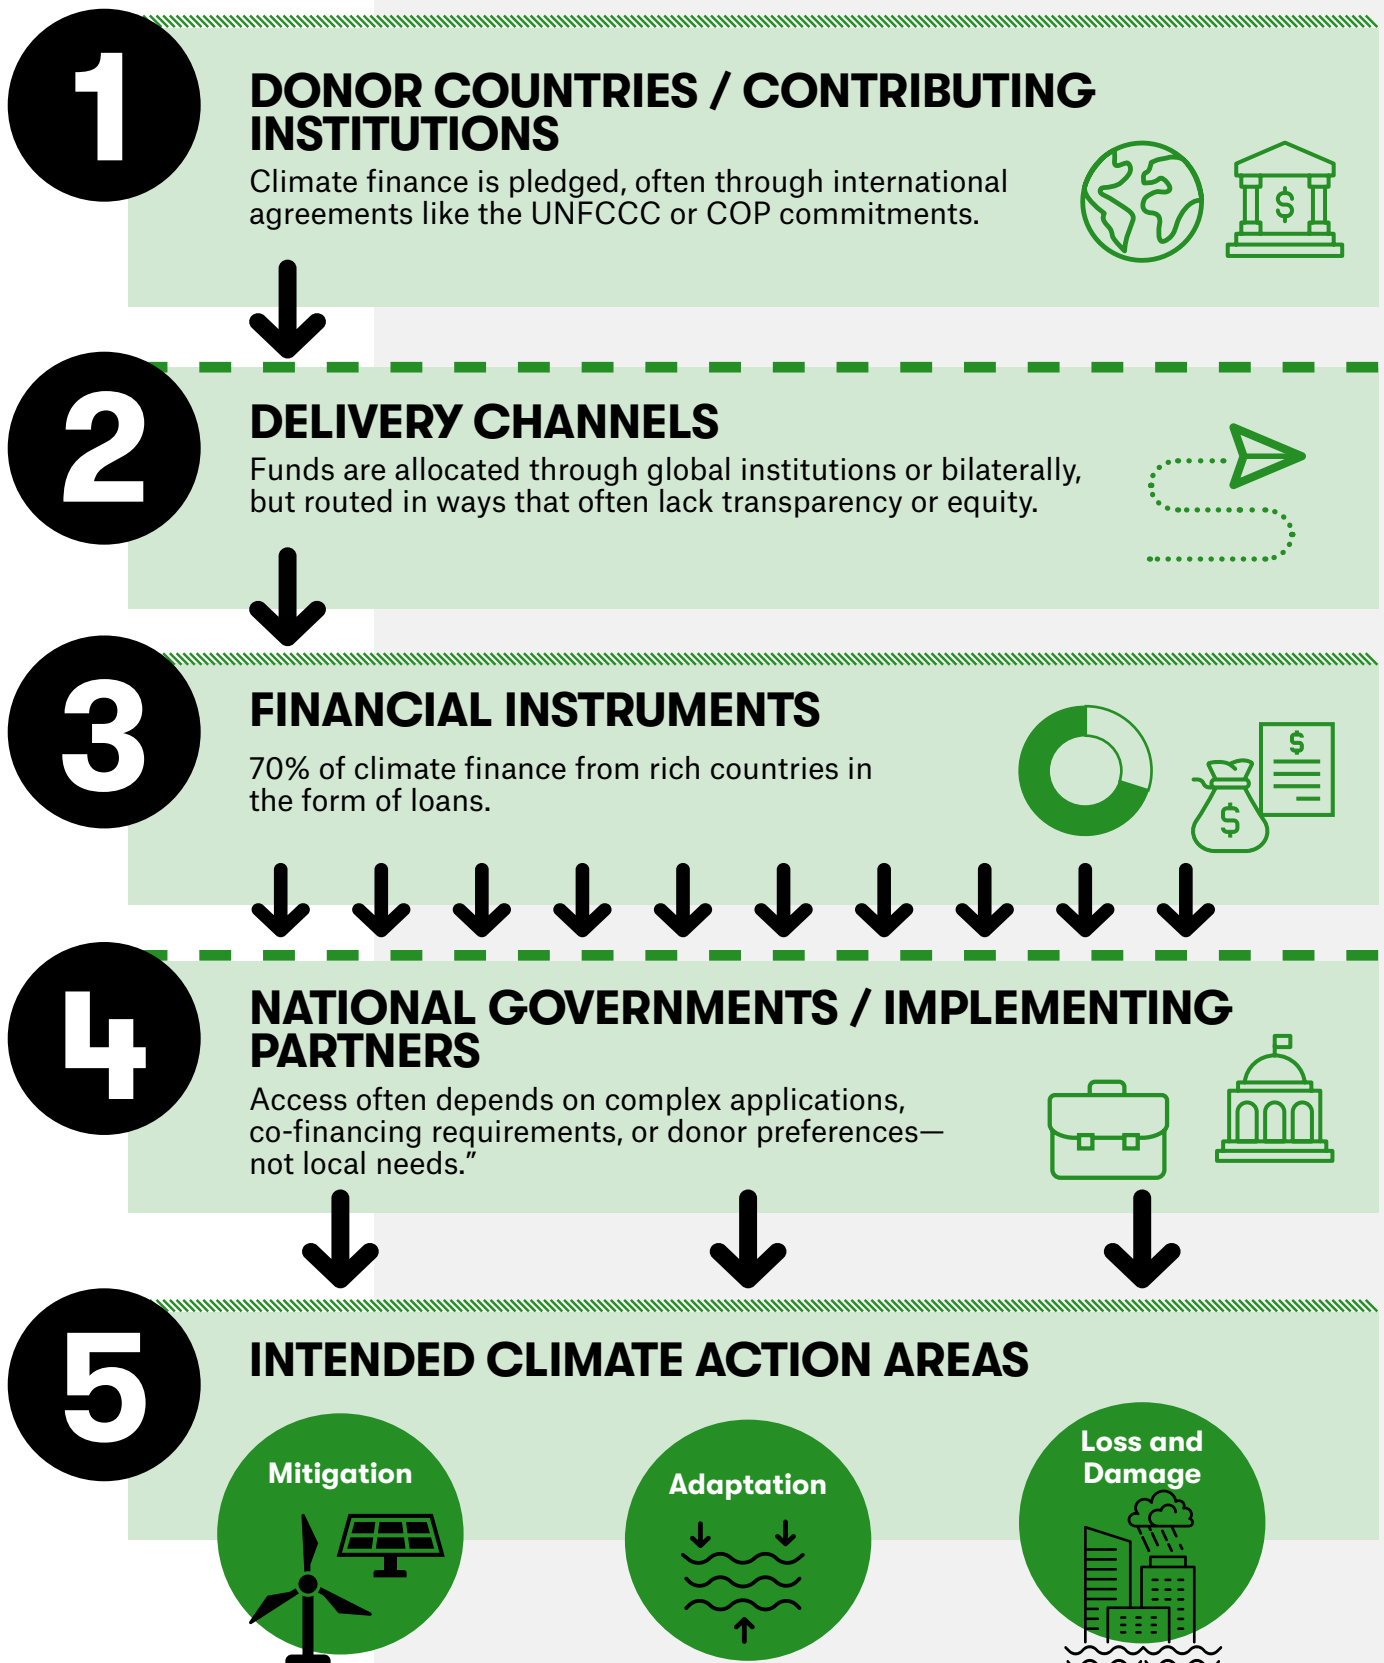 1
DONOR COUNTRIES / CONTRIBUTING
INSTITUTIONS
Climate finance is pledged, often through international
agreements like the UNFCCC or COP commitments.
$
2
DELIVERY CHANNELS
Funds are allocated through global institutions or bilaterally,
but routed in ways that often lack transparency or equity.
3
FINANCIAL INSTRUMENTS
70% of climate finance from rich countries in
the form of loans.
$
$
4
NATIONAL GOVERNMENTS / IMPLEMENTING
PARTNERS
Access often depends on complex applications,
co-financing requirements, or donor preferences—
not local needs.”
5
INTENDED CLIMATE ACTION AREAS
Mitigation
Adaptation
Loss and
Damage